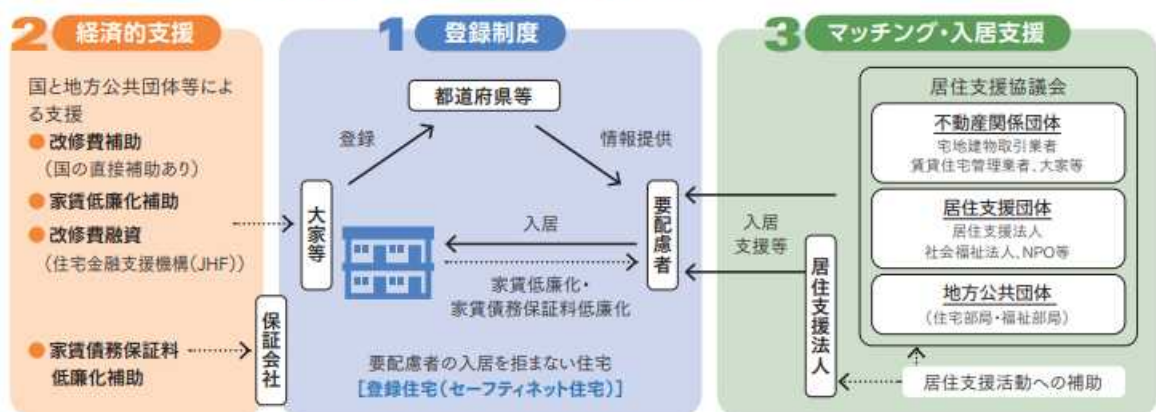 2 経済的支援
国と地方公共団体等によ
る支援
● 改修費補助
(国の直接補助あり)
● 家賃低廉化補助
● 改修費融資
(住宅金融支援機構(JHF))
● 家賃債務保証料
低廉化補助
保証会社
1 登録制度
都道府県等
登録
情報提供
大家等
要配慮者
入居
家賃低廉化・
家賃債務保証料低廉化
要配慮者の入居を拒まない住宅
[登録住宅(セーフティネット住宅)]
3 マッチング・入居支援
入居
支援等
居住支援法人
居住支援協議会
不動産関係団体
宅地建物取引業者
賃貸住宅管理業者、大家等
居住支援団体
居住支援法人
社会福祉法人、NPO等
地方公共団体
(住宅部局・福祉部局)
居住支援活動への補助